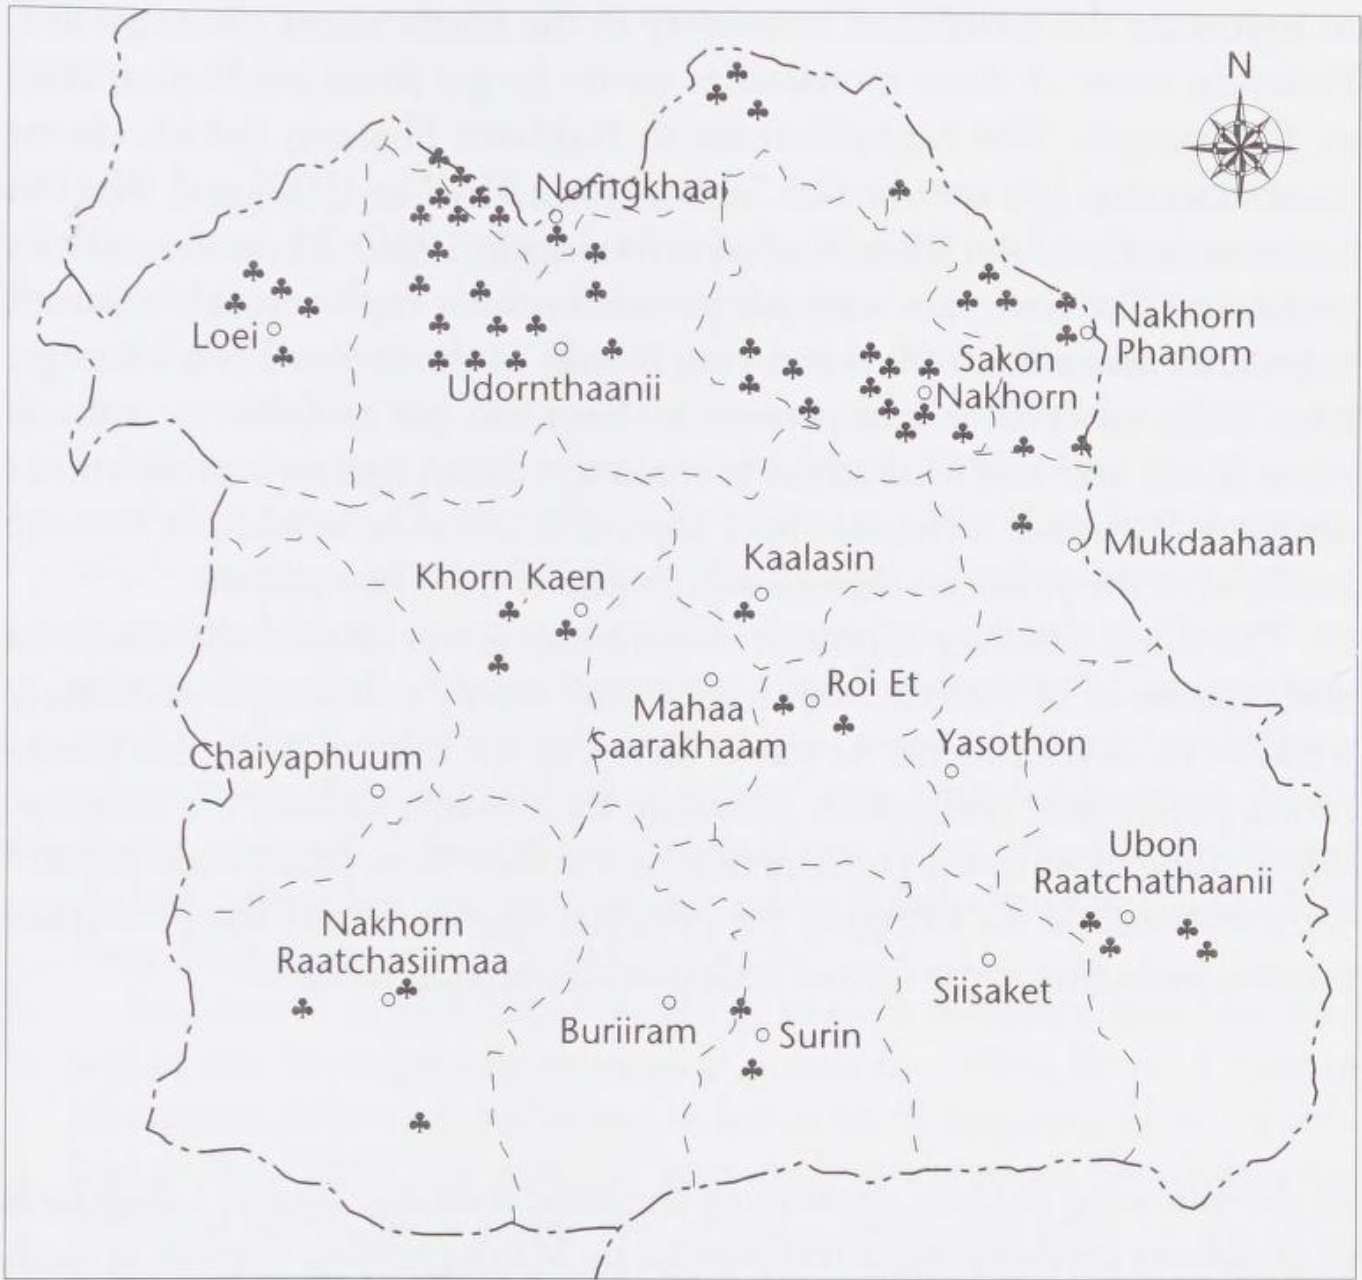 N
Norngkhaai
Loei
Nakhorn
Phanom
Sakon
Nakhorn
Udornthaanii
Mukdaahaan
Kaalasin
Khorn Kaen
Roi Et
Mahaa
Saarakhaam
Yasothon
Chaiyaphuum
Ubon
Raatchathaanii
Nakhorn
Raatchasiimaa
Siisaket
Buriiram
Surin